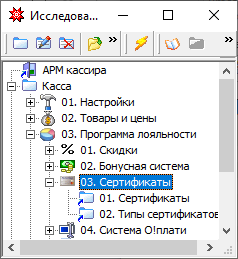 Исследова...
» »
АРМ кассира
Касса
01. Настройки
02. Товары и цены
03. Программа лояльности
% 01. Скидки
02. Бонусная система
03. Сертификаты
01. Сертификаты
02. Типы сертификатов
04. Система О!плати